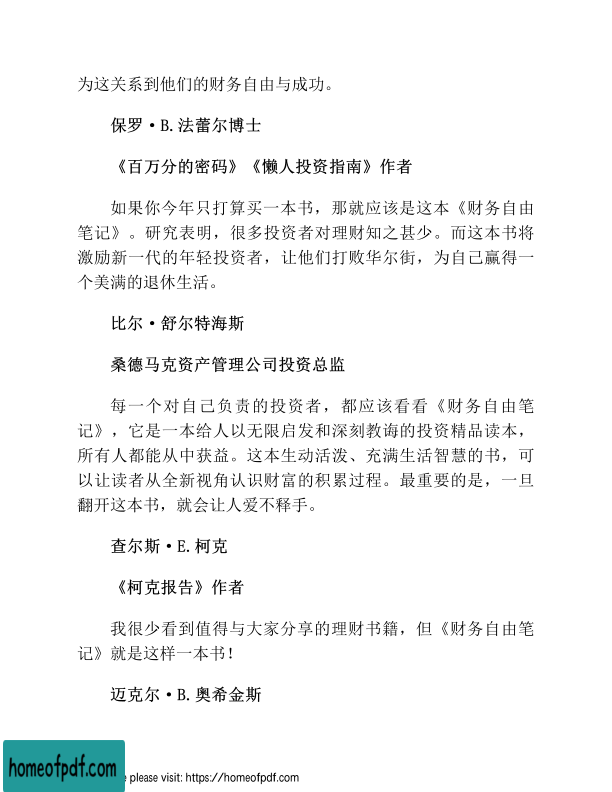 为这关系到他们的财务自由与成功。
保罗·B.法蕾尔博士
《百万分的密码》《懒人投资指南》作者
如果你今年只打算买一本书，那就应该是这本《财务自由
笔记》。研究表明，很多投资者对理财知之甚少。而这本书将
激励新一代的年轻投资者，让他们打败华尔街，为自己赢得一
个美满的退休生活。
比尔·舒尔特海斯
桑德马克资产管理公司投资总监
每一个对自己负责的投资者，都应该看看《财务自由笔
记》，它是一本给人以无限启发和深刻教诲的投资精品读本，
所有人都能从中获益。这本生动活泼、充满生活智慧的书，可
以让读者从全新视角认识财富的积累过程。最重要的是，一旦
翻开这本书，就会让人爱不释手。
查尔斯·E.柯克
《柯克报告》作者
我很少看到值得与大家分享的理财书籍，但《财务自由笔
记》就是这样一本书！
迈克尔·B.奥希金斯
homeofpdf.com
e please visit: https://homeofpdf.com